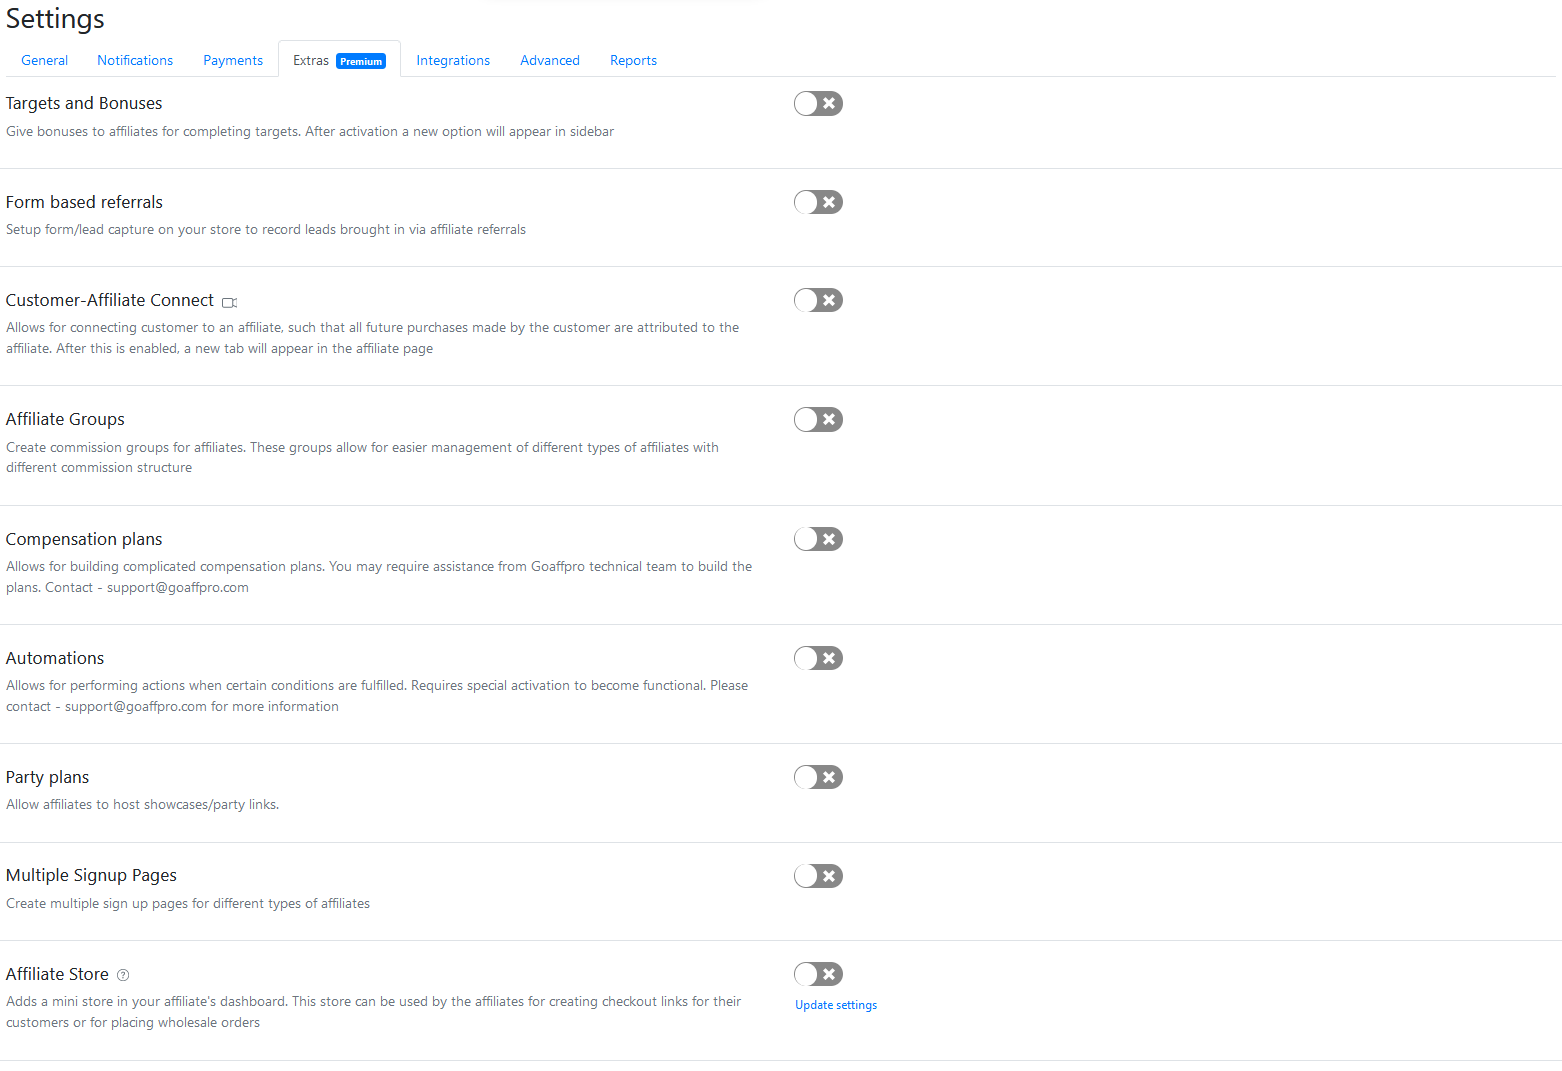 Settings
General Notifications Payments Extras Premium Integrations Advanced Reports
Targets and Bonuses
Give bonuses to affiliates for completing targets. After activation a new option will appear in sidebar
Form based referrals
Setup form/lead capture on your store to record leads brought in via affiliate referrals
Customer-Affiliate Connect
Allows for connecting customer to an affiliate, such that all future purchases made by the customer are attributed to the
affiliate. After this is enabled, a new tab will appear in the affiliate page
Affiliate Groups
Create commission groups for affiliates. These groups allow for easier management of different types of affiliates with
different commission structure
Compensation plans
Allows for building complicated compensation plans. You may require assistance from Goaffpro technical team to build the
plans. Contact - support@goaffpro.com
Automations
Allows for performing actions when certain conditions are fulfilled. Requires special activation to become functional. Please
contact - support@goaffpro.com for more information
Party plans
Allow affiliates to host showcases/party links.
Multiple Signup Pages
Create multiple sign up pages for different types of affiliates
Affiliate Store
Adds a mini store in your affiliate's dashboard. This store can be used by the affiliates for creating checkout links for their
customers or for placing wholesale orders
Update settings